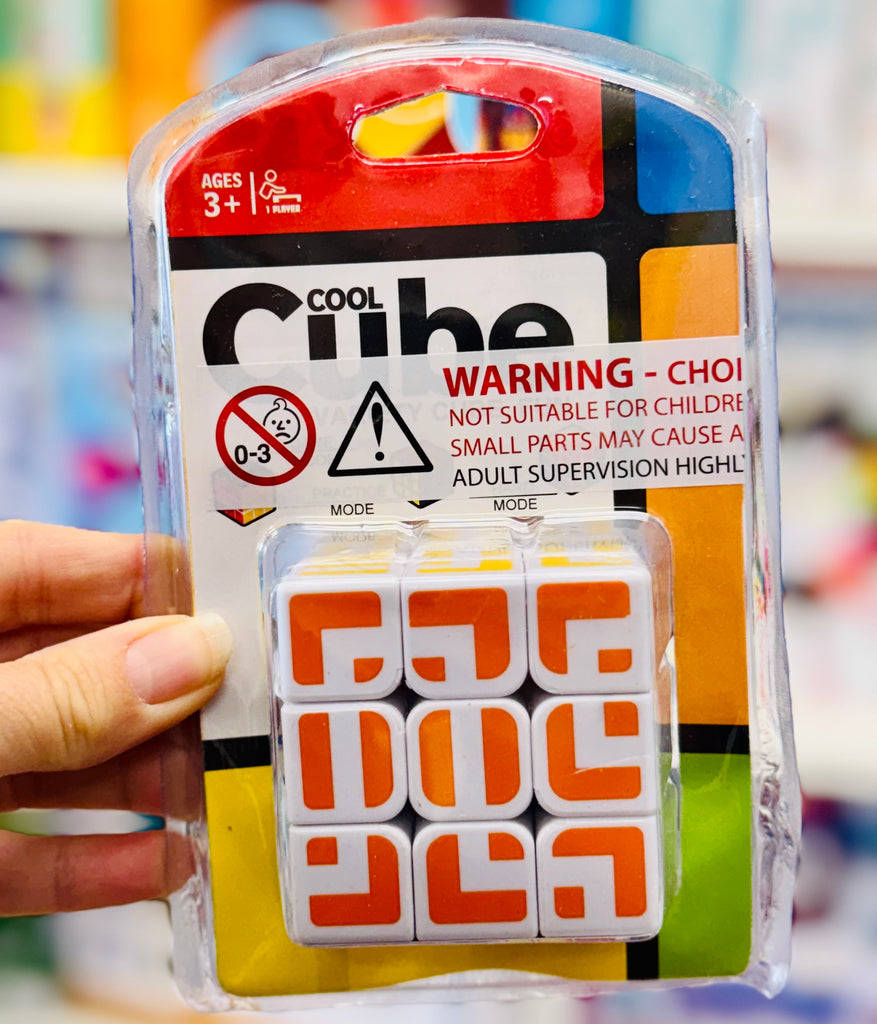 AGES
3+
1 PLAYER
COOL
Cube
WARNING - CHOI
NOT SUITABLE FOR CHILDRE
SMALL PARTS MAY CAUSE A
ADULT SUPERVISION HIGHL
0-3
PRACTICE
MODE
MODE